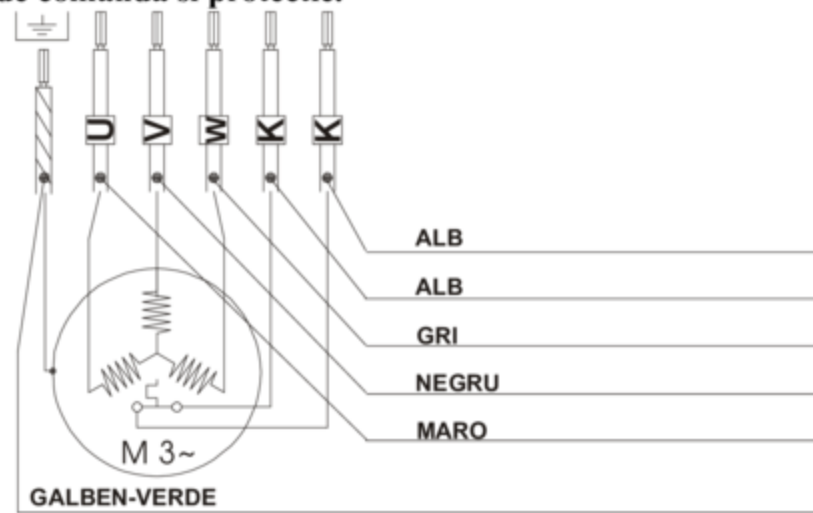 de comanda si protectie.
U V W K K
ALB
ALB
GRI
NEGRU
MARO
M 3~
GALBEN-VERDE